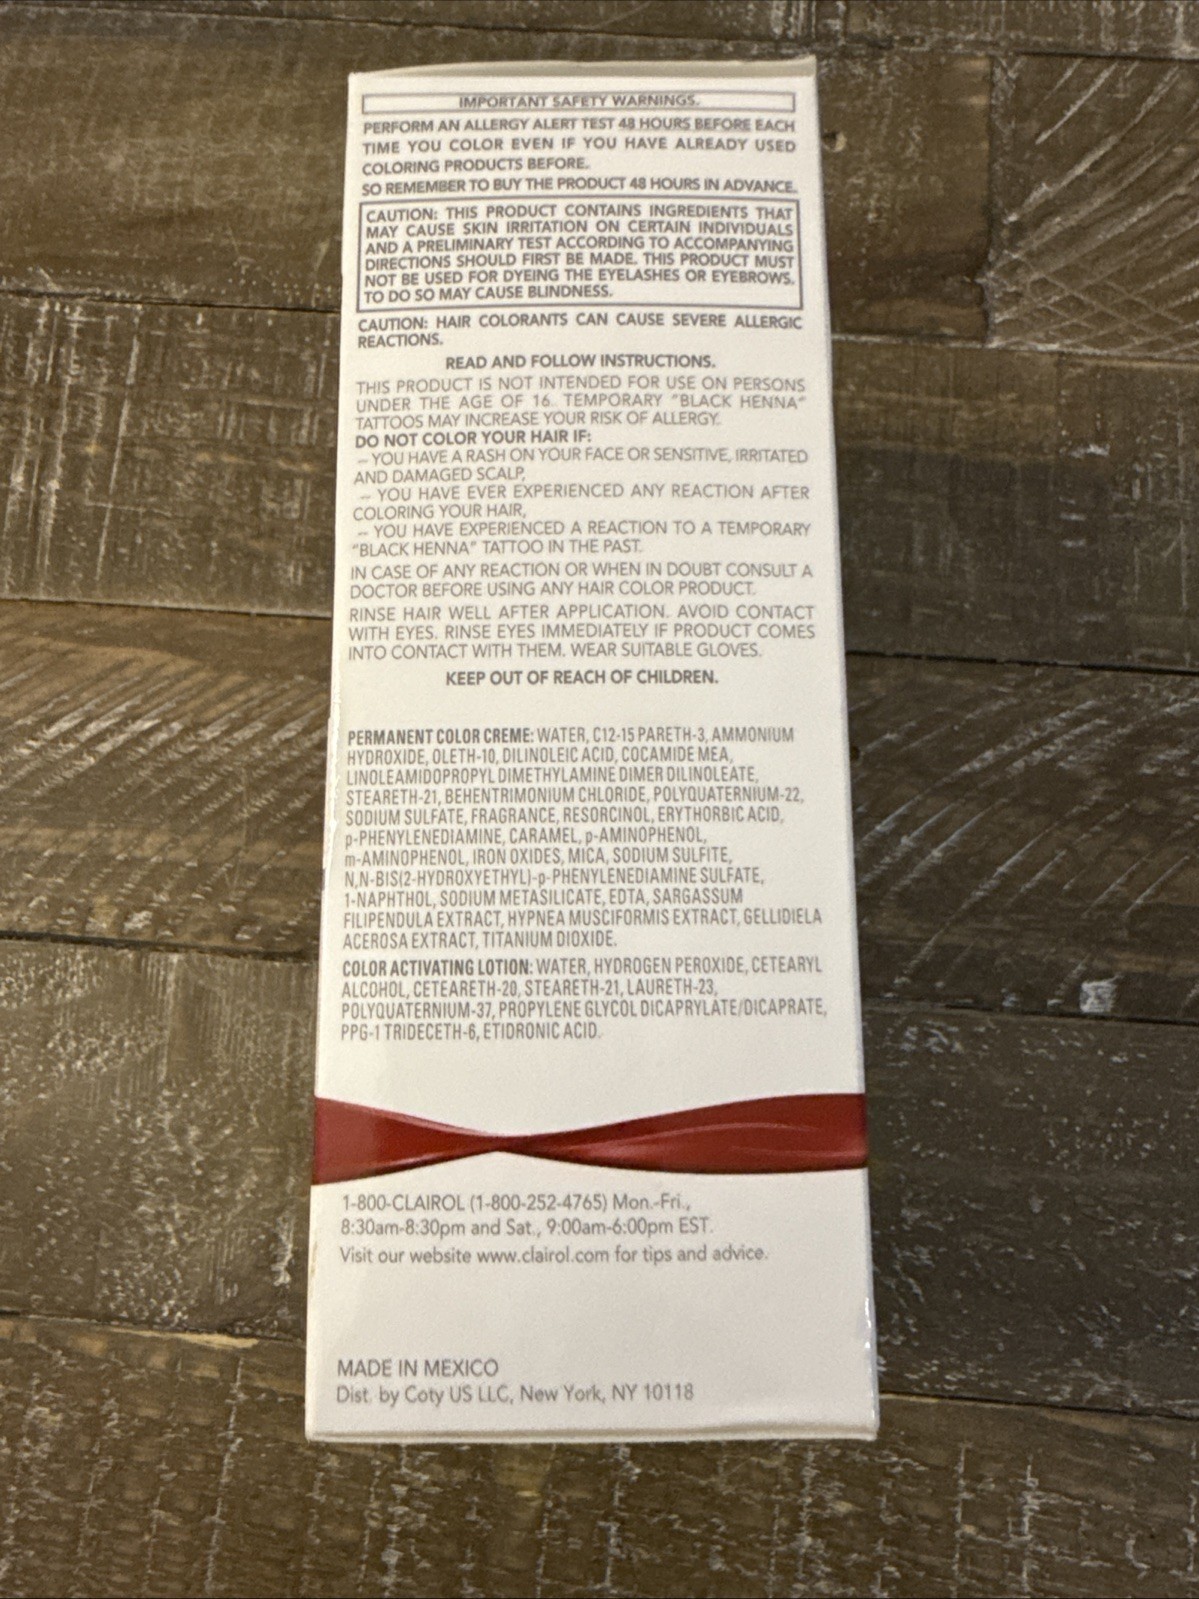 IMPORTANT SAFETY WARNINGS.
PERFORM AN ALLERGY ALERT TEST 48 HOURS BEFORE EACH
TIME YOU COLOR EVEN IF YOU HAVE ALREADY USED
COLORING PRODUCTS BEFORE.
SO REMEMBER TO BUY THE PRODUCT 48 HOURS IN ADVANCE.
CAUTION: THIS PRODUCT CONTAINS INGREDIENTS THAT
MAY CAUSE SKIN IRRITATION ON CERTAIN INDIVIDUALS
AND A PRELIMINARY TEST ACCORDING TO ACCOMPANYING
DIRECTIONS SHOULD FIRST BE MADE. THIS PRODUCT MUST
NOT BE USED FOR DYEING THE EYELASHES OR EYEBROWS.
TO DO SO MAY CAUSE BLINDNESS.
CAUTION: HAIR COLORANTS CAN CAUSE SEVERE ALLERGIC
REACTIONS.
READ AND FOLLOW INSTRUCTIONS.
THIS PRODUCT IS NOT INTENDED FOR USE ON PERSONS
UNDER THE AGE OF 16. TEMPORARY "BLACK HENNA"
TATTOOS MAY INCREASE YOUR RISK OF ALLERGY.
DO NOT COLOR YOUR HAIR IF:
– YOU HAVE A RASH ON YOUR FACE OR SENSITIVE, IRRITATED
AND DAMAGED SCALP,
– YOU HAVE EVER EXPERIENCED ANY REACTION AFTER
COLORING YOUR HAIR,
– YOU HAVE EXPERIENCED A REACTION TO A TEMPORARY
"BLACK HENNA" TATTOO IN THE PAST.
IN CASE OF ANY REACTION OR WHEN IN DOUBT CONSULT A
DOCTOR BEFORE USING ANY HAIR COLOR PRODUCT.
RINSE HAIR WELL AFTER APPLICATION. AVOID CONTACT
WITH EYES. RINSE EYES IMMEDIATELY IF PRODUCT COMES
INTO CONTACT WITH THEM. WEAR SUITABLE GLOVES.
KEEP OUT OF REACH OF CHILDREN.
PERMANENT COLOR CREME: WATER, C12-15 PARETH-3, AMMONIUM
HYDROXIDE, OLETH-10, DILINOLEIC ACID, COCAMIDE MEA,
LINOLEAMIDOPROPYL DIMETHYLAMINE DIMER DILINOLEATE,
STEARETH-21, BEHENTRIMONIUM CHLORIDE, POLYQUATERNIUM-22,
SODIUM SULFATE, FRAGRANCE, RESORCINOL, ERYTHORBIC ACID,
p-PHENYLENEDIAMINE, CARAMEL, p-AMINOPHENOL,
m-AMINOPHENOL, IRON OXIDES, MICA, SODIUM SULFITE,
N,N-BIS(2-HYDROXYETHYL)-p-PHENYLENEDIAMINE SULFATE,
1-NAPHTHOL, SODIUM METASILICATE, EDTA, SARGASSUM
FILIPENDULA EXTRACT, HYPNEA MUSCIFORMIS EXTRACT, GELLIDIELA
ACEROSA EXTRACT, TITANIUM DIOXIDE.
COLOR ACTIVATING LOTION: WATER, HYDROGEN PEROXIDE, CETEARYL
ALCOHOL, CETEARETH-20, STEARETH-21, LAURETH-23,
POLYQUATERNIUM-37, PROPYLENE GLYCOL DICAPRYLATE/DICAPRATE,
PPG-1 TRIDECETH-6, ETIDRONIC ACID.
1-800-CLAIROL (1-800-252-4765) Mon.-Fri.,
8:30am-8:30pm and Sat., 9:00am-6:00pm EST.
Visit our website www.clairol.com for tips and advice.
MADE IN MEXICO
Dist. by Coty US LLC, New York, NY 10118